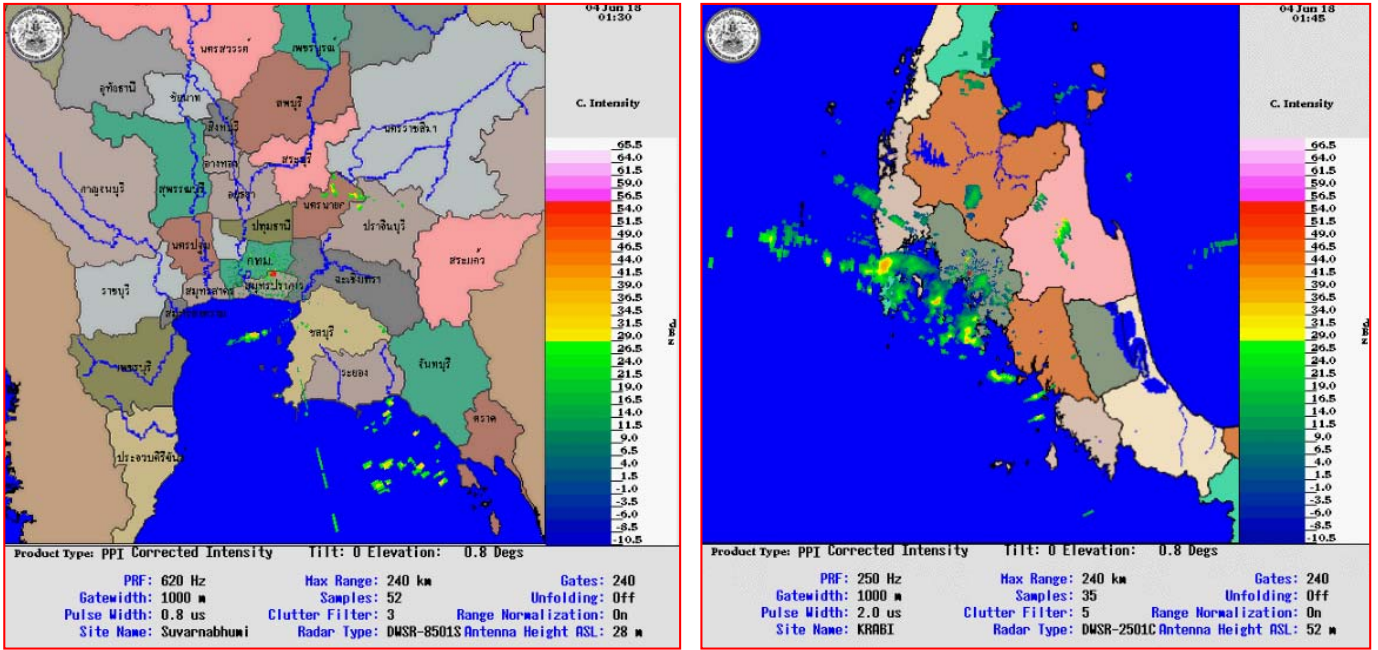 04 Jun 18
01:30
C. Intensity
65.5
64.0
61.5
59.0
56.5
54.0
51.5
49.0
46.5
44.0
41.5
39.0
36.5
34.0
31.5
29.0
26.5
24.0
21.5
19.0
16.5
14.0
11.5
9.0
6.5
4.0
1.5
-1.0
-3.5
-6.0
-8.5
-10.5
นครสวรรค์
เพชรบูรณ์
อุทัยธานี
ชัยนาท
ลพบุรี
สิงห์บุรี
นครราชสีมา
อ่างทอง
สระบุรี
กาญจนบุรี
สุพรรณบุรี
อยุธยา
นครนายก
ปราจีนบุรี
ปทุมธานี
นครปฐม
กทม.
สระแก้ว
ฉะเชิงเทรา
ราชบุรี
สมุทรสาคร
สมุทรปราการ
ชลบุรี
เพชรบุรี
ระยอง
จันทบุรี
ตราด
ประจวบคีรีขันธ์
Product Type: PPI Corrected Intensity Tilt: 0 Elevation: 0.8 Degs
PRF: 620 Hz Max Range: 240 km Gates: 240
Gatewidth: 1000 m Samples: 52 Unfolding: Off
Pulse Width: 0.8 us Clutter Filter: 3 Range Normalization: On
Site Name: Suvarnabhumi Radar Type: DWSR-8501S Antenna Height ASL: 28 m
04 Jun 18
01:45
C. Intensity
66.5
64.0
61.5
59.0
56.5
54.0
51.5
49.0
46.5
44.0
41.5
39.0
36.5
34.0
31.5
29.0
26.5
24.0
21.5
19.0
16.5
14.0
11.5
9.0
6.5
4.0
1.5
-1.0
-3.5
-6.0
-8.5
-10.5
Product Type: PPI Corrected Intensity Tilt: 0 Elevation: 0.8 Degs
PRF: 250 Hz Max Range: 240 km Gates: 240
Gatewidth: 1000 m Samples: 35 Unfolding: Off
Pulse Width: 2.0 us Clutter Filter: 5 Range Normalization: On
Site Name: KRABI Radar Type: DWSR-2501C Antenna Height ASL: 52 m